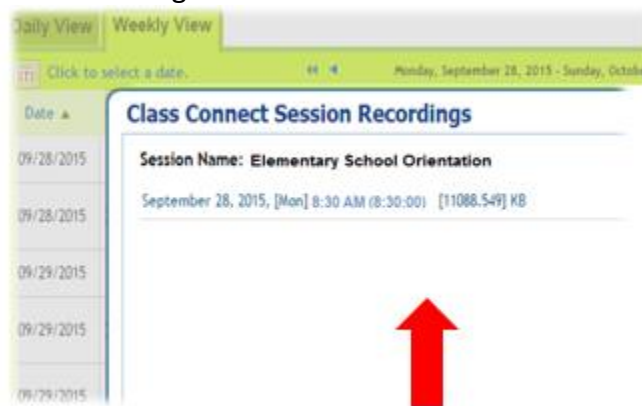 Daily View Weekly View
Click to select a date. Monday, September 28, 2015 - Sunday,
Date ▲
Class Connect Session Recordings
09/28/2015 Session Name: Elementary School Orientation
September 28, 2015, [Mon] 8:30 AM (8:30:00) [11088.549] KB
09/28/2015
09/29/2015
09/29/2015
09/29/2015